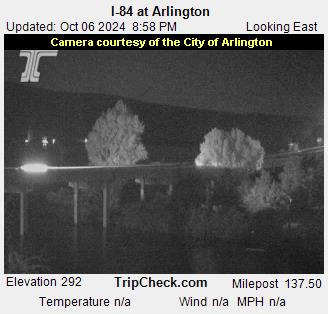 I-84 at Arlington
Updated: Oct 06 2024 8:58 PM Looking East
Camera courtesy of the City of Arlington
Elevation 292 TripCheck.com Milepost 137.50
Temperature n/a Wind n/a MPH n/a